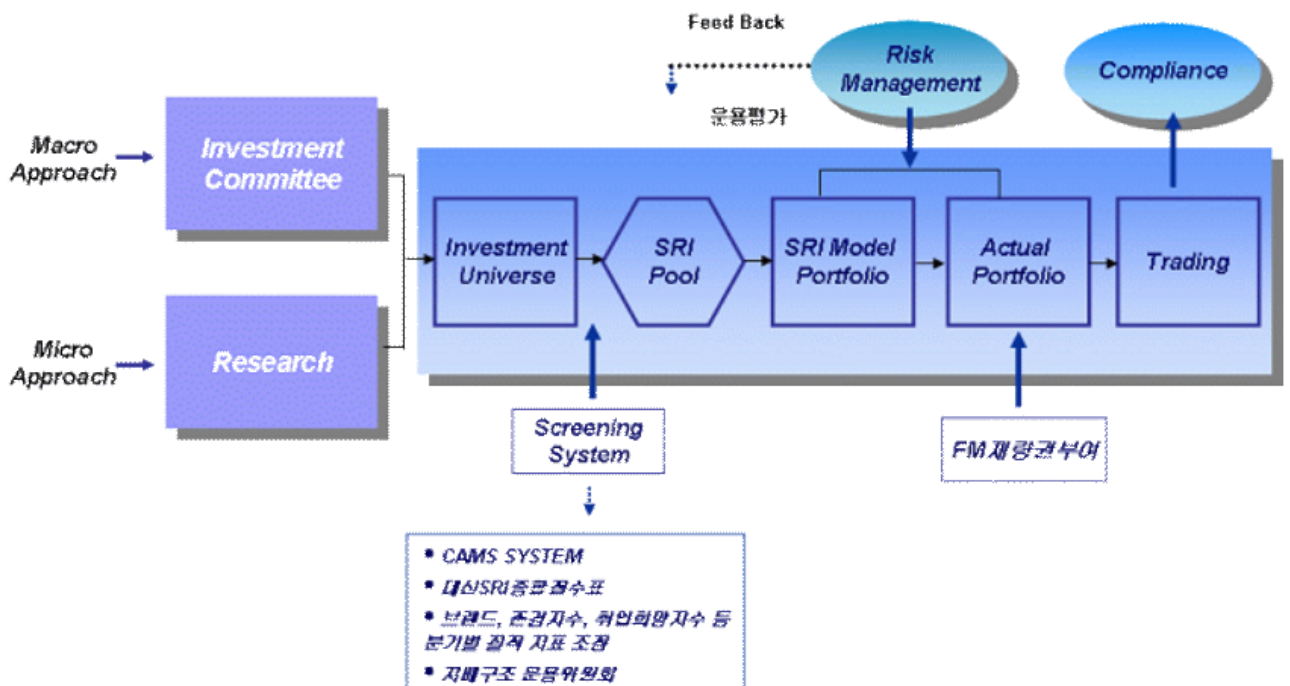 Feed Back
Risk
Management
Compliance
운용평가
Macro
Approach
Investment
Committee
Investment
Universe
SRI
Pool
SRI Model
Portfolio
Actual
Portfolio
Trading
Micro
Approach
Research
Screening
System
FM재량권부여
• CAMS SYSTEM
• 대신SRI종합점수표
• 브랜드, 존경지수, 취업희망지수 등
분기별 질적 지표 조정
• 지배구조 운용위원회